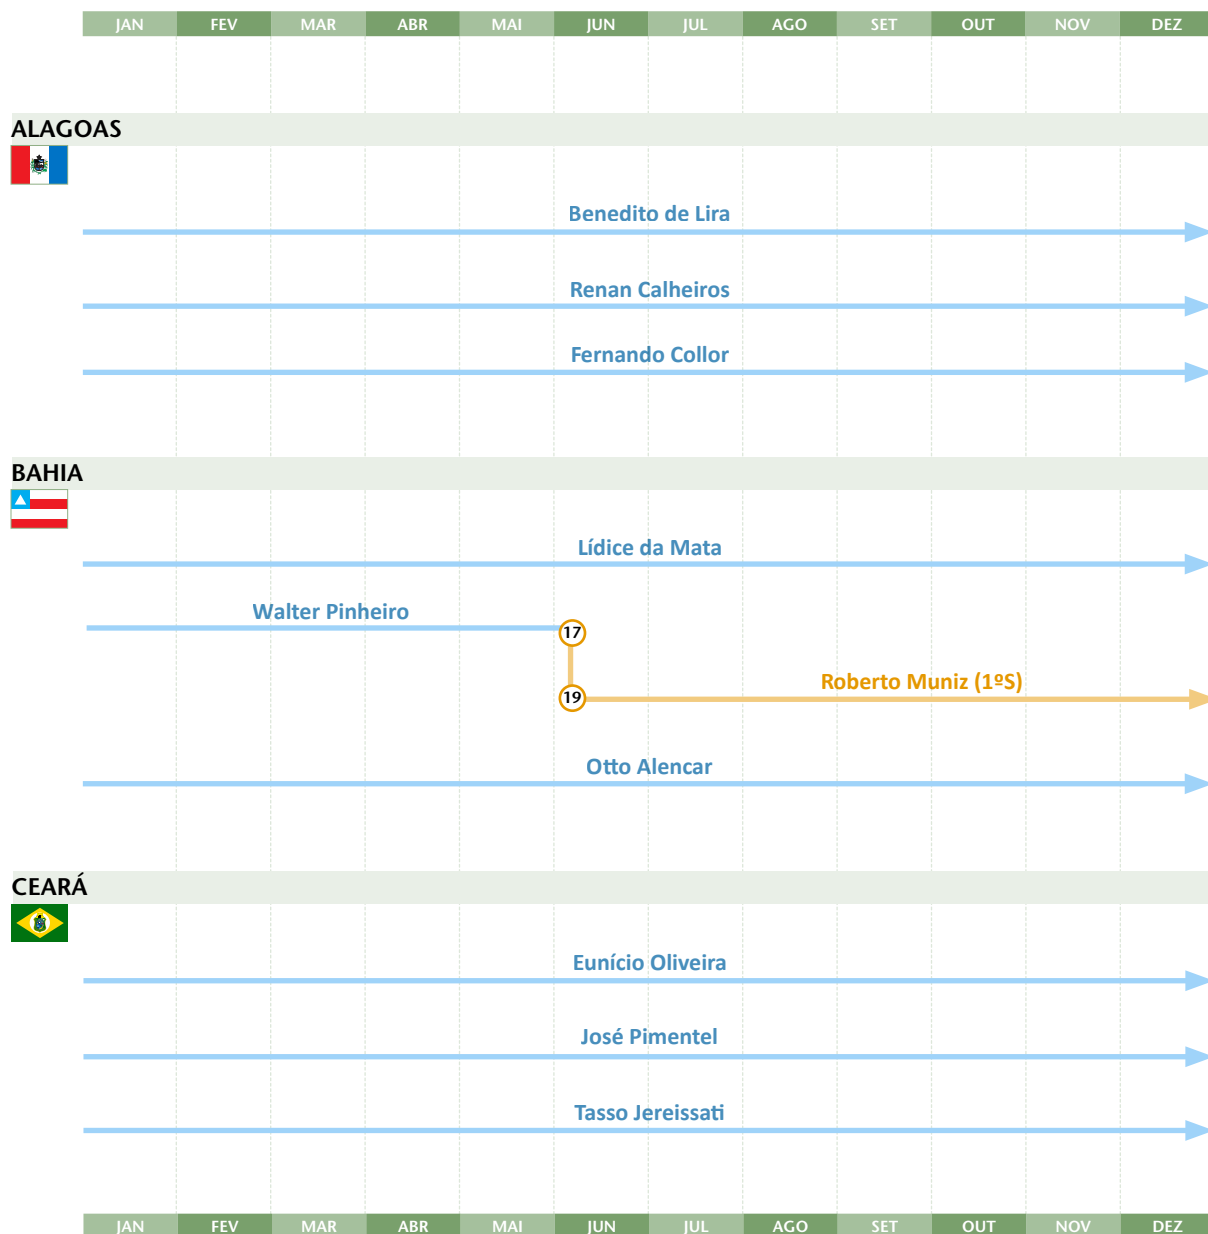 JAN FEV MAR ABR MAI JUN JUL AGO SET OUT NOV DEZ
ALAGOAS
Benedito de Lira
Renan Calheiros
Fernando Collor
BAHIA
Lídice da Mata
Walter Pinheiro
17
Roberto Muniz (1ºS)
19
Otto Alencar
CEARÁ
Eunício Oliveira
José Pimentel
Tasso Jereissati
JAN FEV MAR ABR MAI JUN JUL AGO SET OUT NOV DEZ